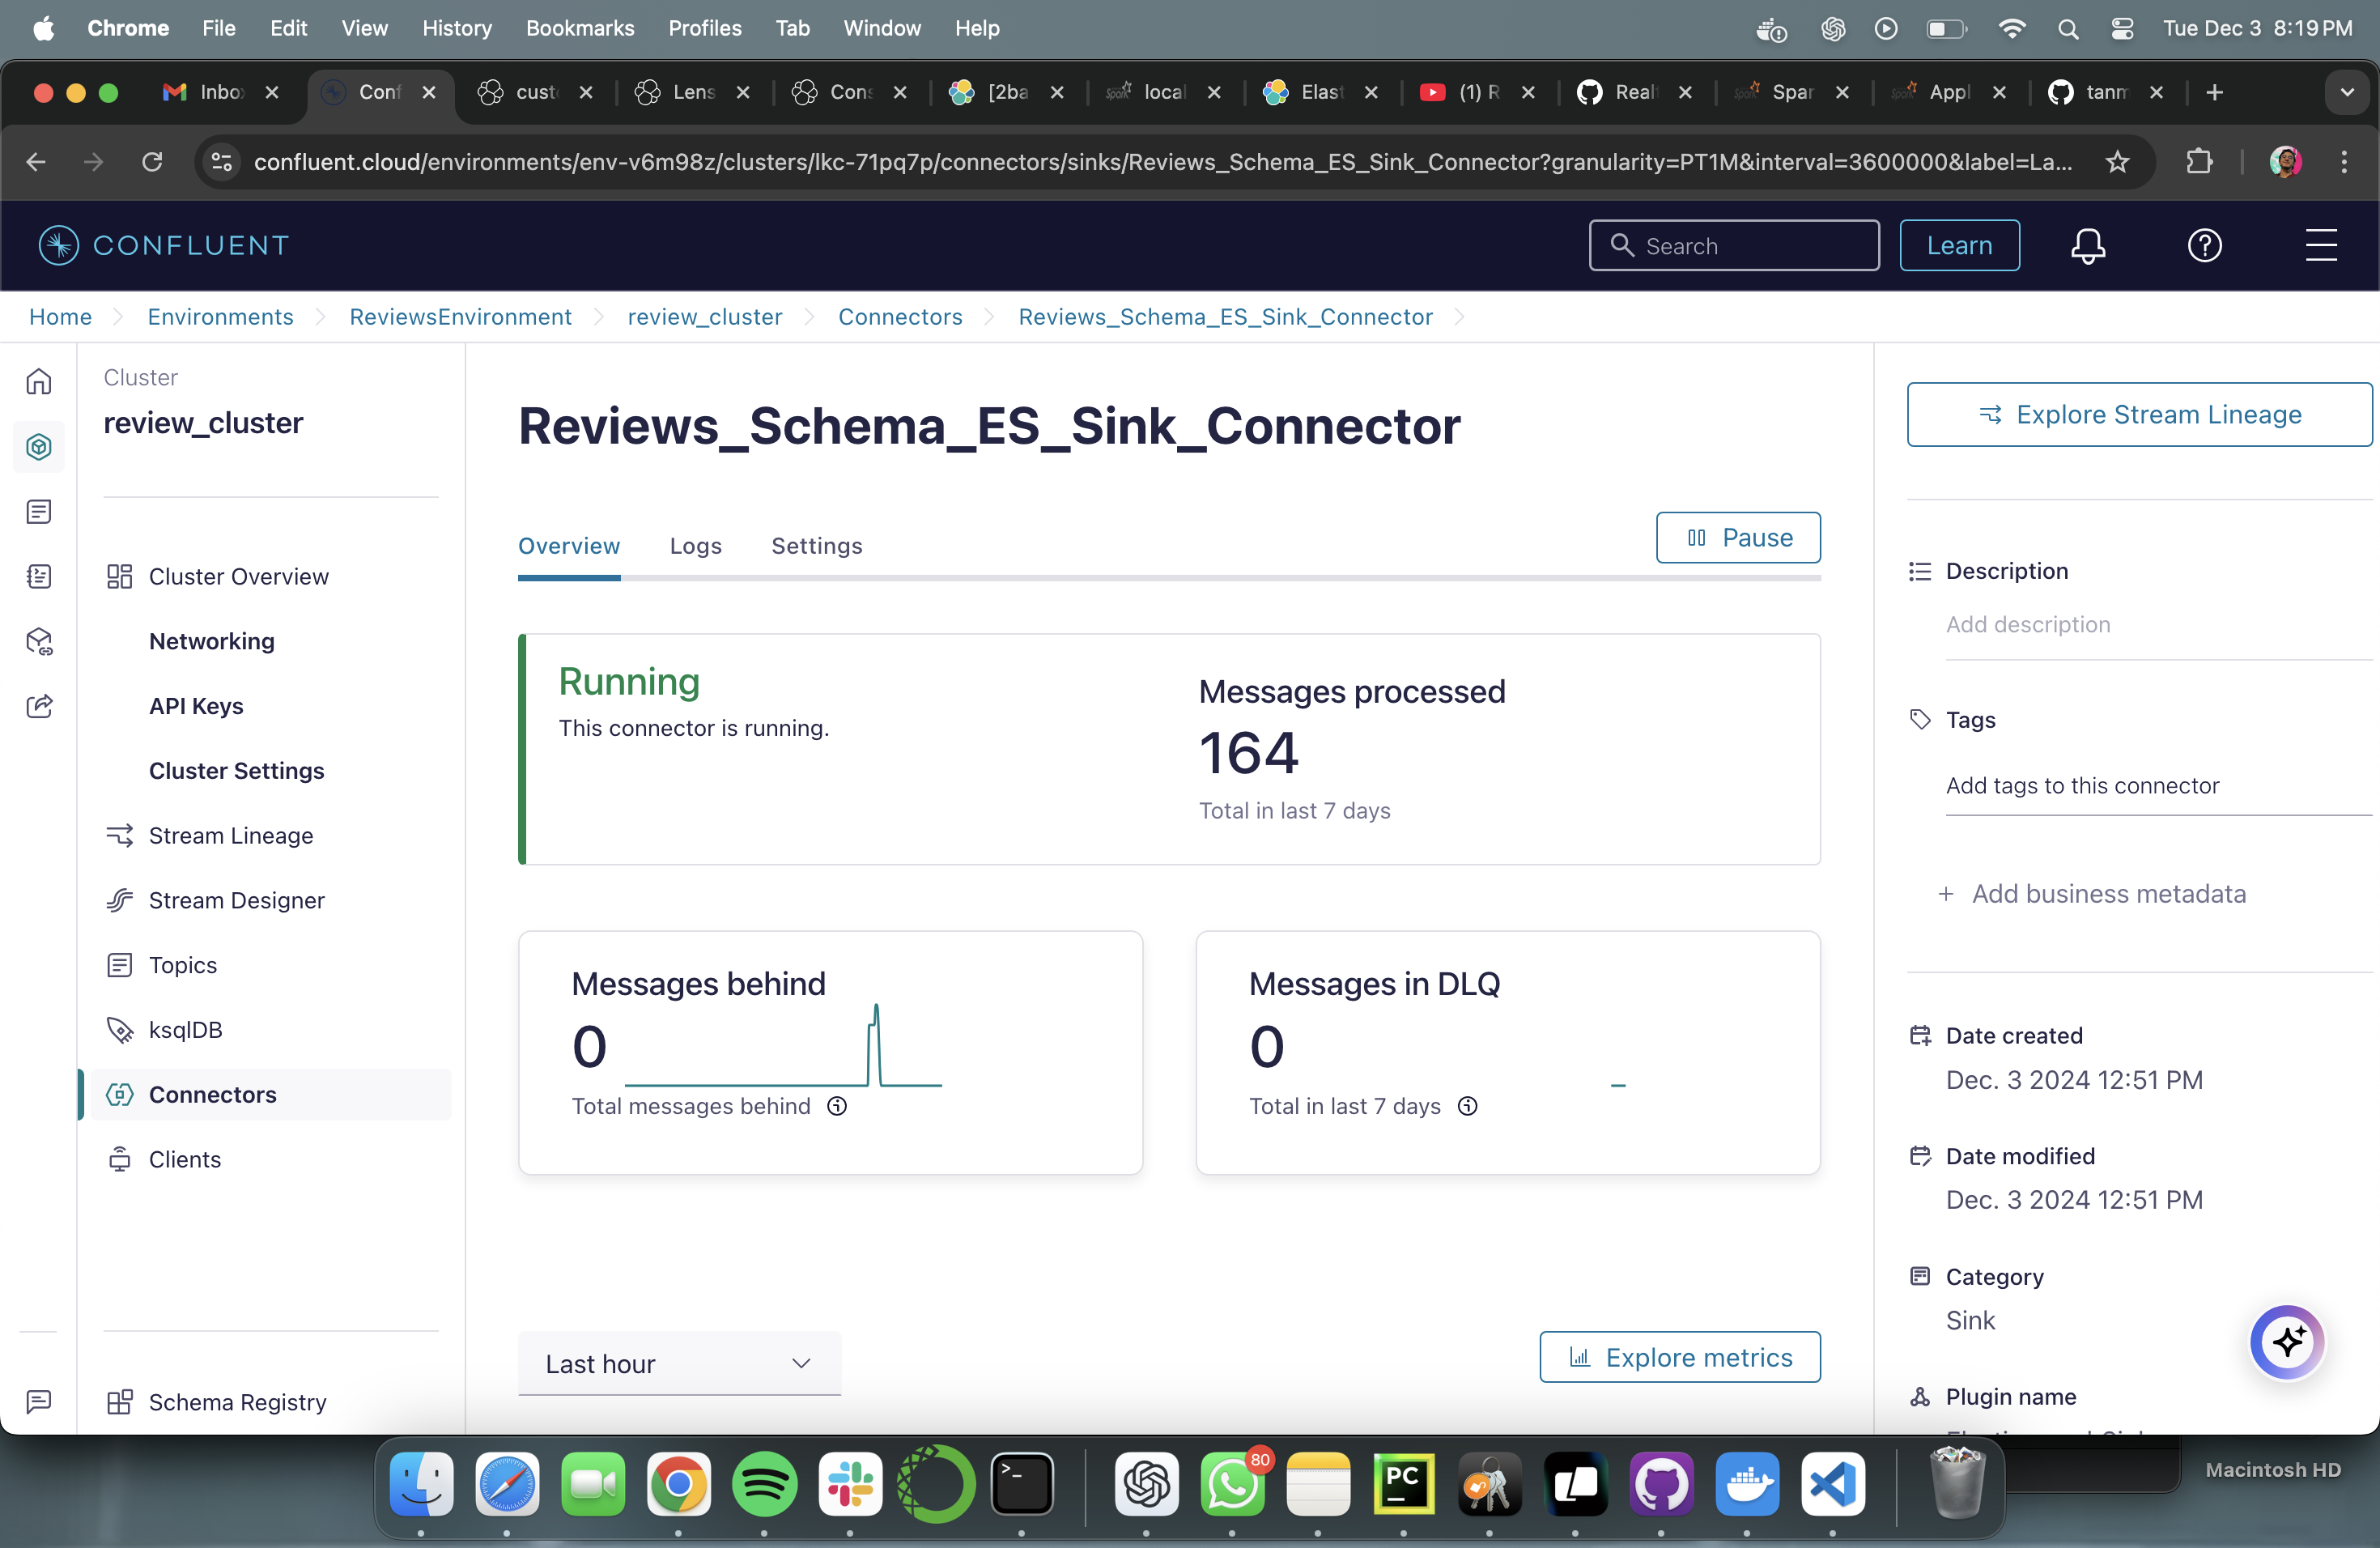 Chrome File Edit View History Bookmarks Profiles Tab Window Help Tue Dec 3 8:19 PM
Inbo Conf cust Lens Cons [2ba local Elast (1) R Real Spar Appl tanm
confluent.cloud/environments/env-v6m98z/clusters/lkc-71pq7p/connectors/sinks/Reviews_Schema_ES_Sink_Connector?granularity=PT1M&interval=3600000&label=La...
CONFLUENT Search Learn
Home Environments ReviewsEnvironment review_cluster Connectors Reviews_Schema_ES_Sink_Connector
Cluster
review_cluster
Cluster Overview
Networking
API Keys
Cluster Settings
Stream Lineage
Stream Designer
Topics
ksqlDB
Connectors
Clients
Schema Registry
Reviews_Schema_ES_Sink_Connector
Overview Logs Settings Pause
Running
This connector is running.
Messages processed
164
Total in last 7 days
Messages behind
0
Total messages behind
Messages in DLQ
0
Total in last 7 days
Last hour
Explore metrics
Explore Stream Lineage
Description
Add description
Tags
Add tags to this connector
+ Add business metadata
Date created
Dec. 3 2024 12:51 PM
Date modified
Dec. 3 2024 12:51 PM
Category
Sink
Plugin name
80
PC
Macintosh HD